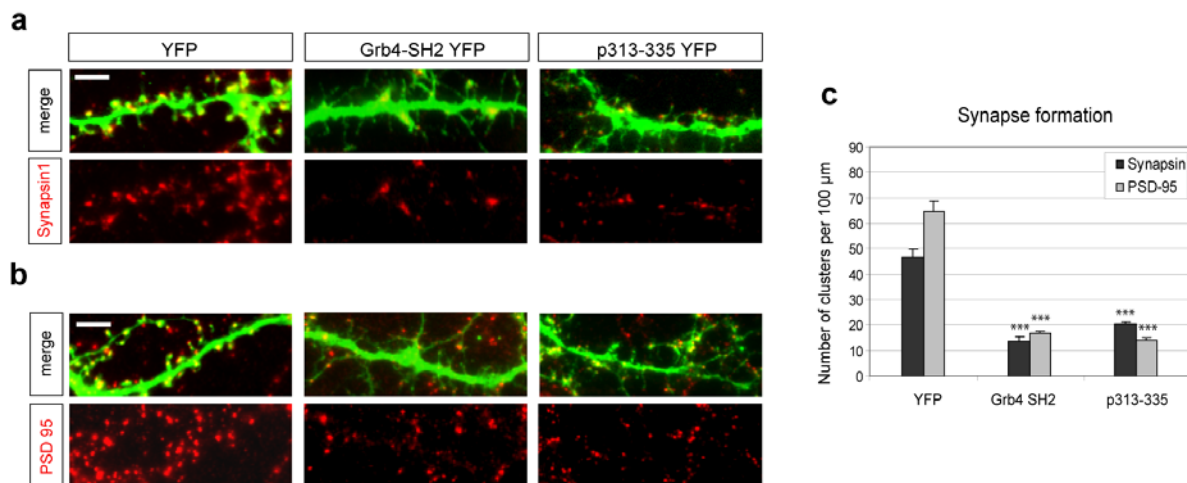 a
YFP
Grb4-SH2 YFP
p313-335 YFP
merge
Synapsin1
b
merge
PSD 95
c
Synapse formation
Number of clusters per 100 µm
90
80
70
60
50
40
30
20
10
0
Synapsin
PSD-95
***
***
***
***
YFP
Grb4 SH2
p313-335